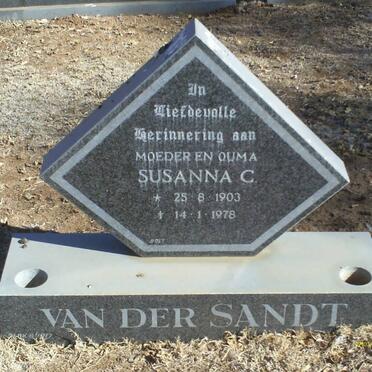 In
Liefdevolle
Herinnering aan
MOEDER EN OUMA
SUSANNA C.
* 25·8·1903
† 14·1·1978
VAN DER SANDT